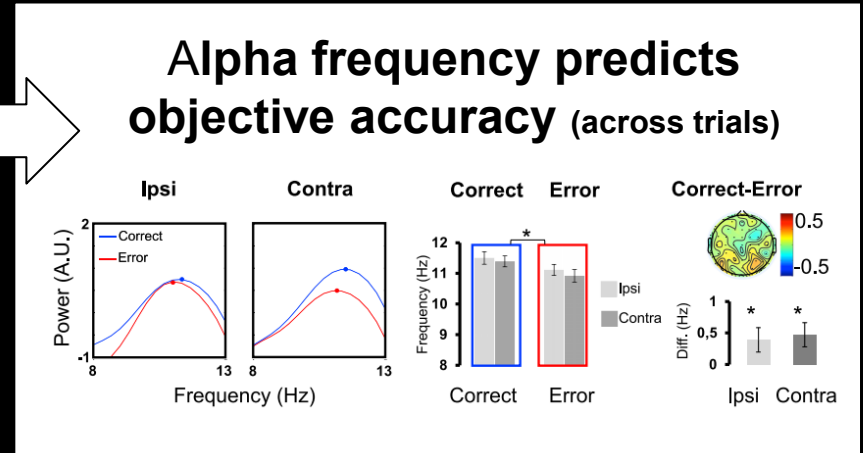 Alpha frequency predicts
objective accuracy (across trials)
Ipsi
Contra
Correct Error
Correct-Error
2
Correct
Error
Power (A.U.)
-1
8
13
8
13
Frequency (Hz)
*
12
11
10
9
8
Frequency (Hz)
Ipsi
Contra
Correct
Error
0.5
-0.5
1
0,5
0
Diff. (Hz)
* *
Ipsi Contra